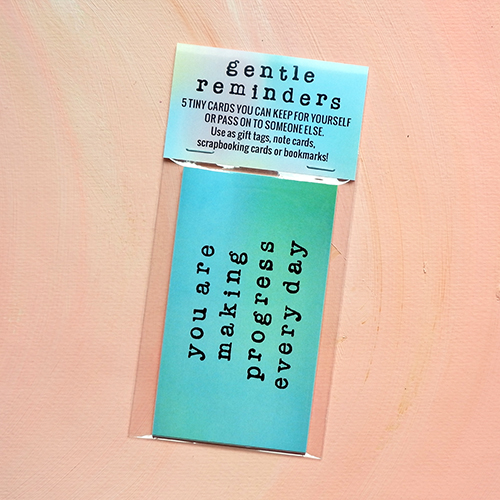 gentle
reminders
5 TINY CARDS YOU CAN KEEP FOR YOURSELF
OR PASS ON TO SOMEONE ELSE.
Use as gift tags, note cards,
scrapbooking cards or bookmarks!
you are
making
progress
every day